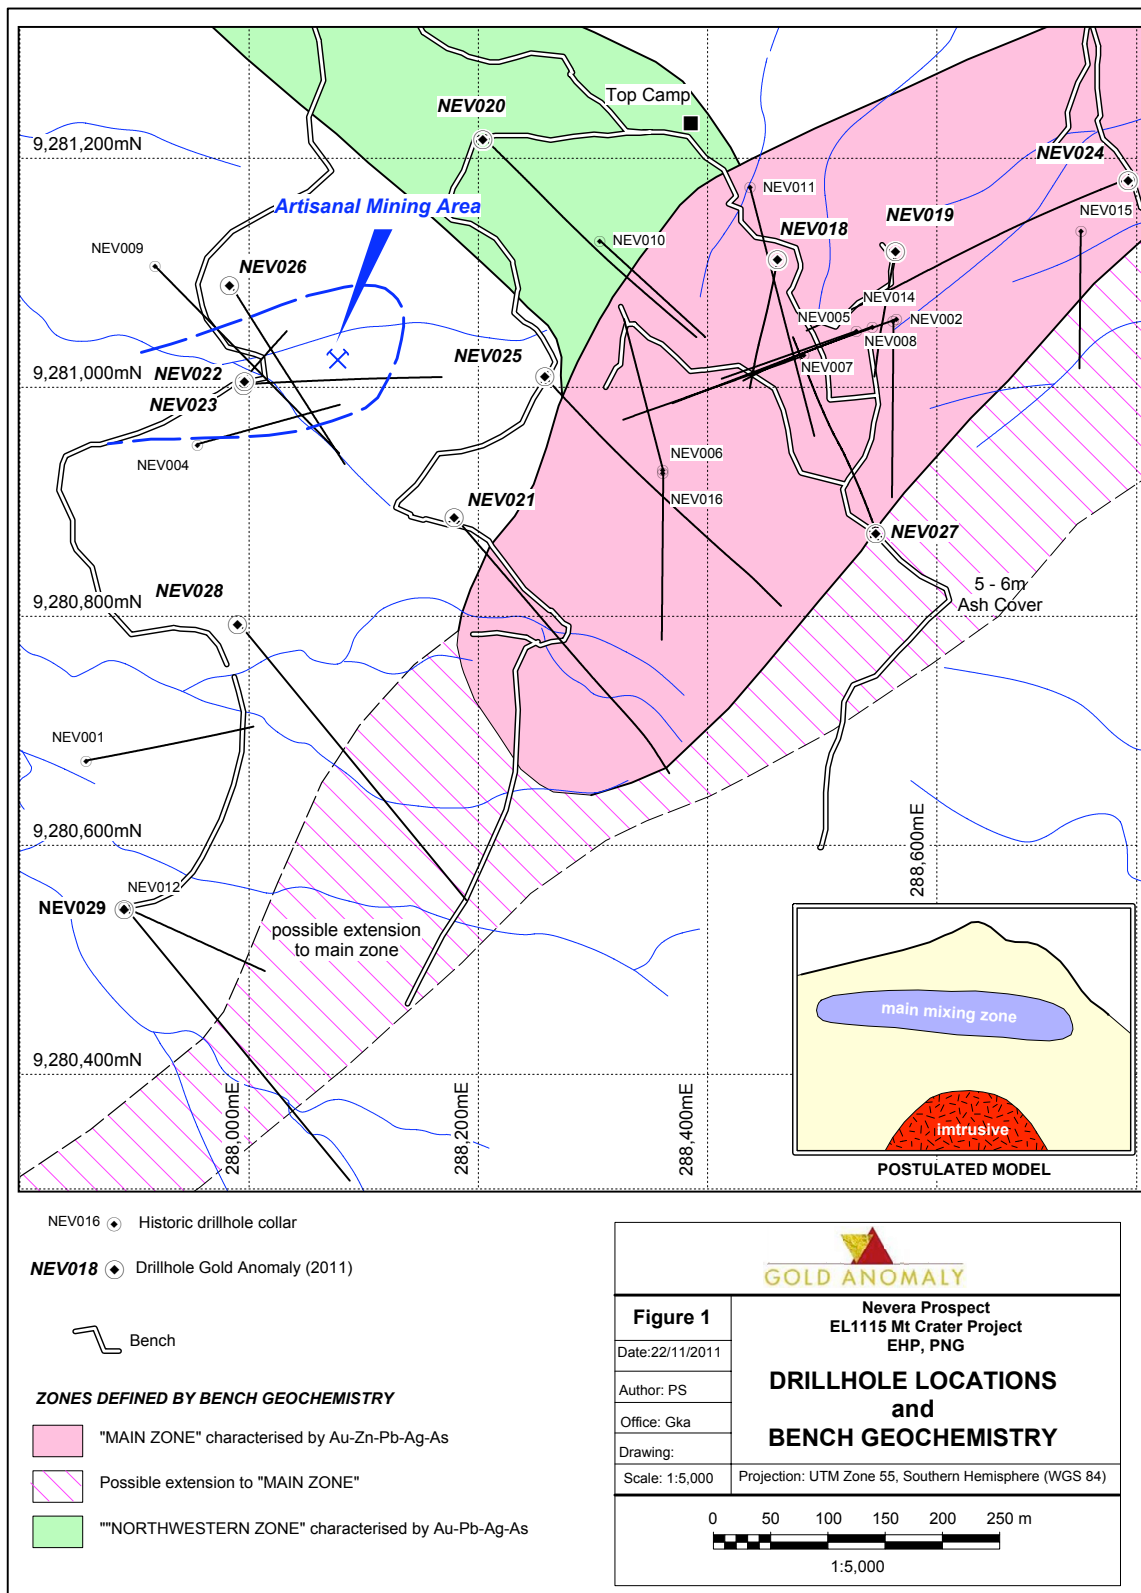 Top Camp
NEV020
9,281,200mN
NEV024
NEV011
Artisanal Mining Area
NEV015
NEV019
NEV018
NEV010
NEV009
NEV026
NEV014
NEV005
NEV002
NEV008
NEV025
NEV007
9,281,000mN
NEV022
NEV023
NEV004
NEV006
NEV016
NEV021
NEV027
5 - 6m
Ash Cover
NEV028
9,280,800mN
NEV001
9,280,600mN
288,600mE
NEV012
NEV029
possible extension
to main zone
main mixing zone
9,280,400mN
288,000mE
288,200mE
288,400mE
imtrusive
POSTULATED MODEL
NEV016 Historic drillhole collar
NEV018 Drillhole Gold Anomaly (2011)
Bench
ZONES DEFINED BY BENCH GEOCHEMISTRY
"MAIN ZONE" characterised by Au-Zn-Pb-Ag-As
Possible extension to "MAIN ZONE"
""NORTHWESTERN ZONE" characterised by Au-Pb-Ag-As
GOLD ANOMALY
Figure 1
Date:22/11/2011
Author: PS
Office: Gka
Drawing:
Scale: 1:5,000
Nevera Prospect
EL1115 Mt Crater Project
EHP, PNG
DRILLHOLE LOCATIONS
and
BENCH GEOCHEMISTRY
Projection: UTM Zone 55, Southern Hemisphere (WGS 84)
0 50 100 150 200 250 m
1:5,000